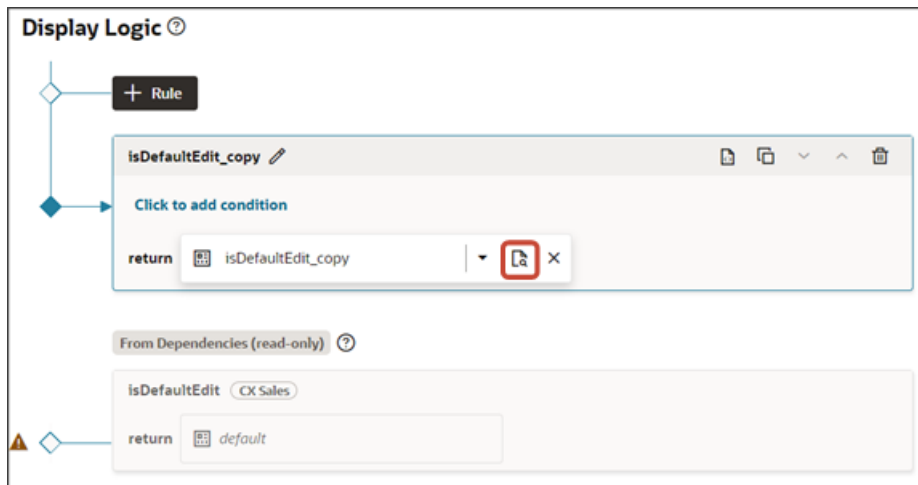 Display Logic
+ Rule
isDefaultEdit_copy
Click to add condition
return isDefaultEdit_copy
From Dependencies (read-only)
isDefaultEdit CX Sales
return default